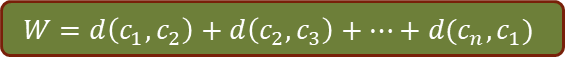 W = d(c₁, c₂) + d(c₂, c₃) + ⋯ + d(cₙ, c₁)